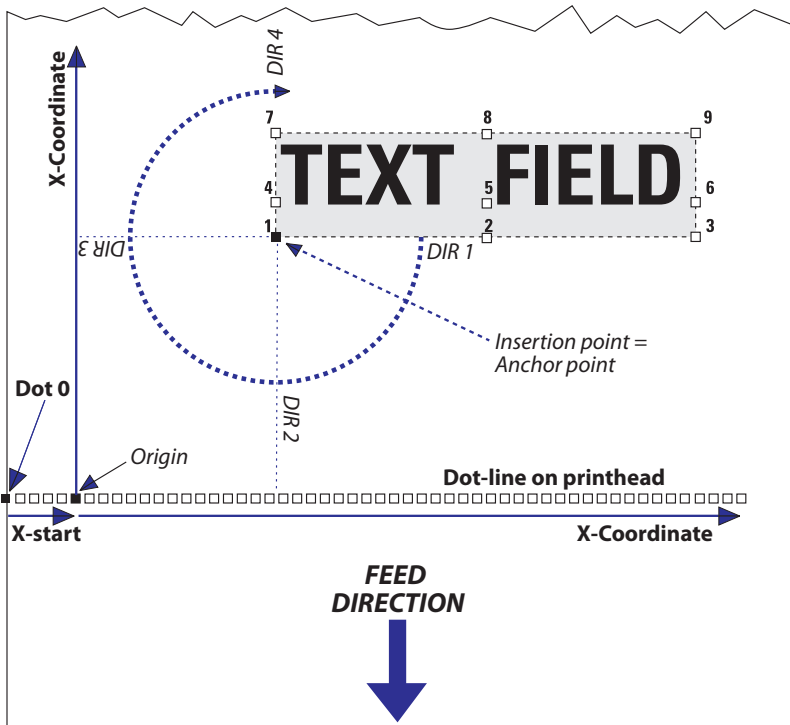 DIR 4
X-Coordinate
7
8
9
TEXT FIELD
4
5
6
1
2
3
DIR 3
DIR 1
Insertion point =
Anchor point
Dot 0
DIR 2
Origin
Dot-line on printhead
X-start
X-Coordinate
FEED
DIRECTION